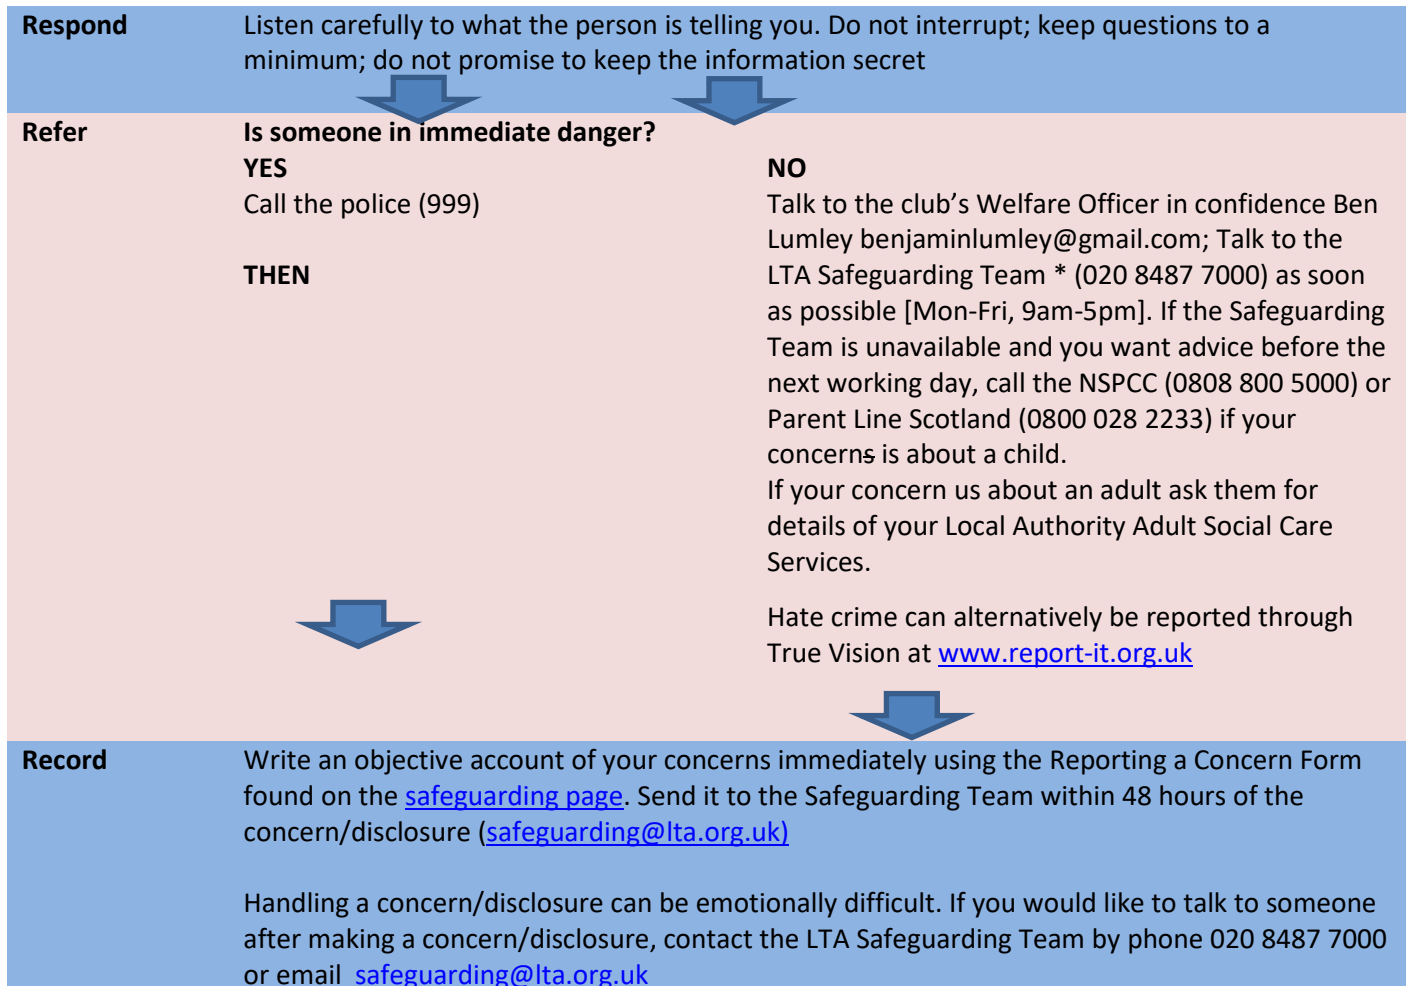 Respond
Listen carefully to what the person is telling you. Do not interrupt; keep questions to a
minimum; do not promise to keep the information secret
Refer
Is someone in immediate danger?
YES
Call the police (999)
THEN
NO
Talk to the club’s Welfare Officer in confidence Ben
Lumley benjaminlumley@gmail.com; Talk to the
LTA Safeguarding Team * (020 8487 7000) as soon
as possible [Mon-Fri, 9am-5pm]. If the Safeguarding
Team is unavailable and you want advice before the
next working day, call the NSPCC (0808 800 5000) or
Parent Line Scotland (0800 028 2233) if your
concerns is about a child.
If your concern us about an adult ask them for
details of your Local Authority Adult Social Care
Services.
Hate crime can alternatively be reported through
True Vision at www.report-it.org.uk
Record
Write an objective account of your concerns immediately using the Reporting a Concern Form
found on the safeguarding page. Send it to the Safeguarding Team within 48 hours of the
concern/disclosure (safeguarding@lta.org.uk)
Handling a concern/disclosure can be emotionally difficult. If you would like to talk to someone
after making a concern/disclosure, contact the LTA Safeguarding Team by phone 020 8487 7000
or email safeguarding@lta.org.uk